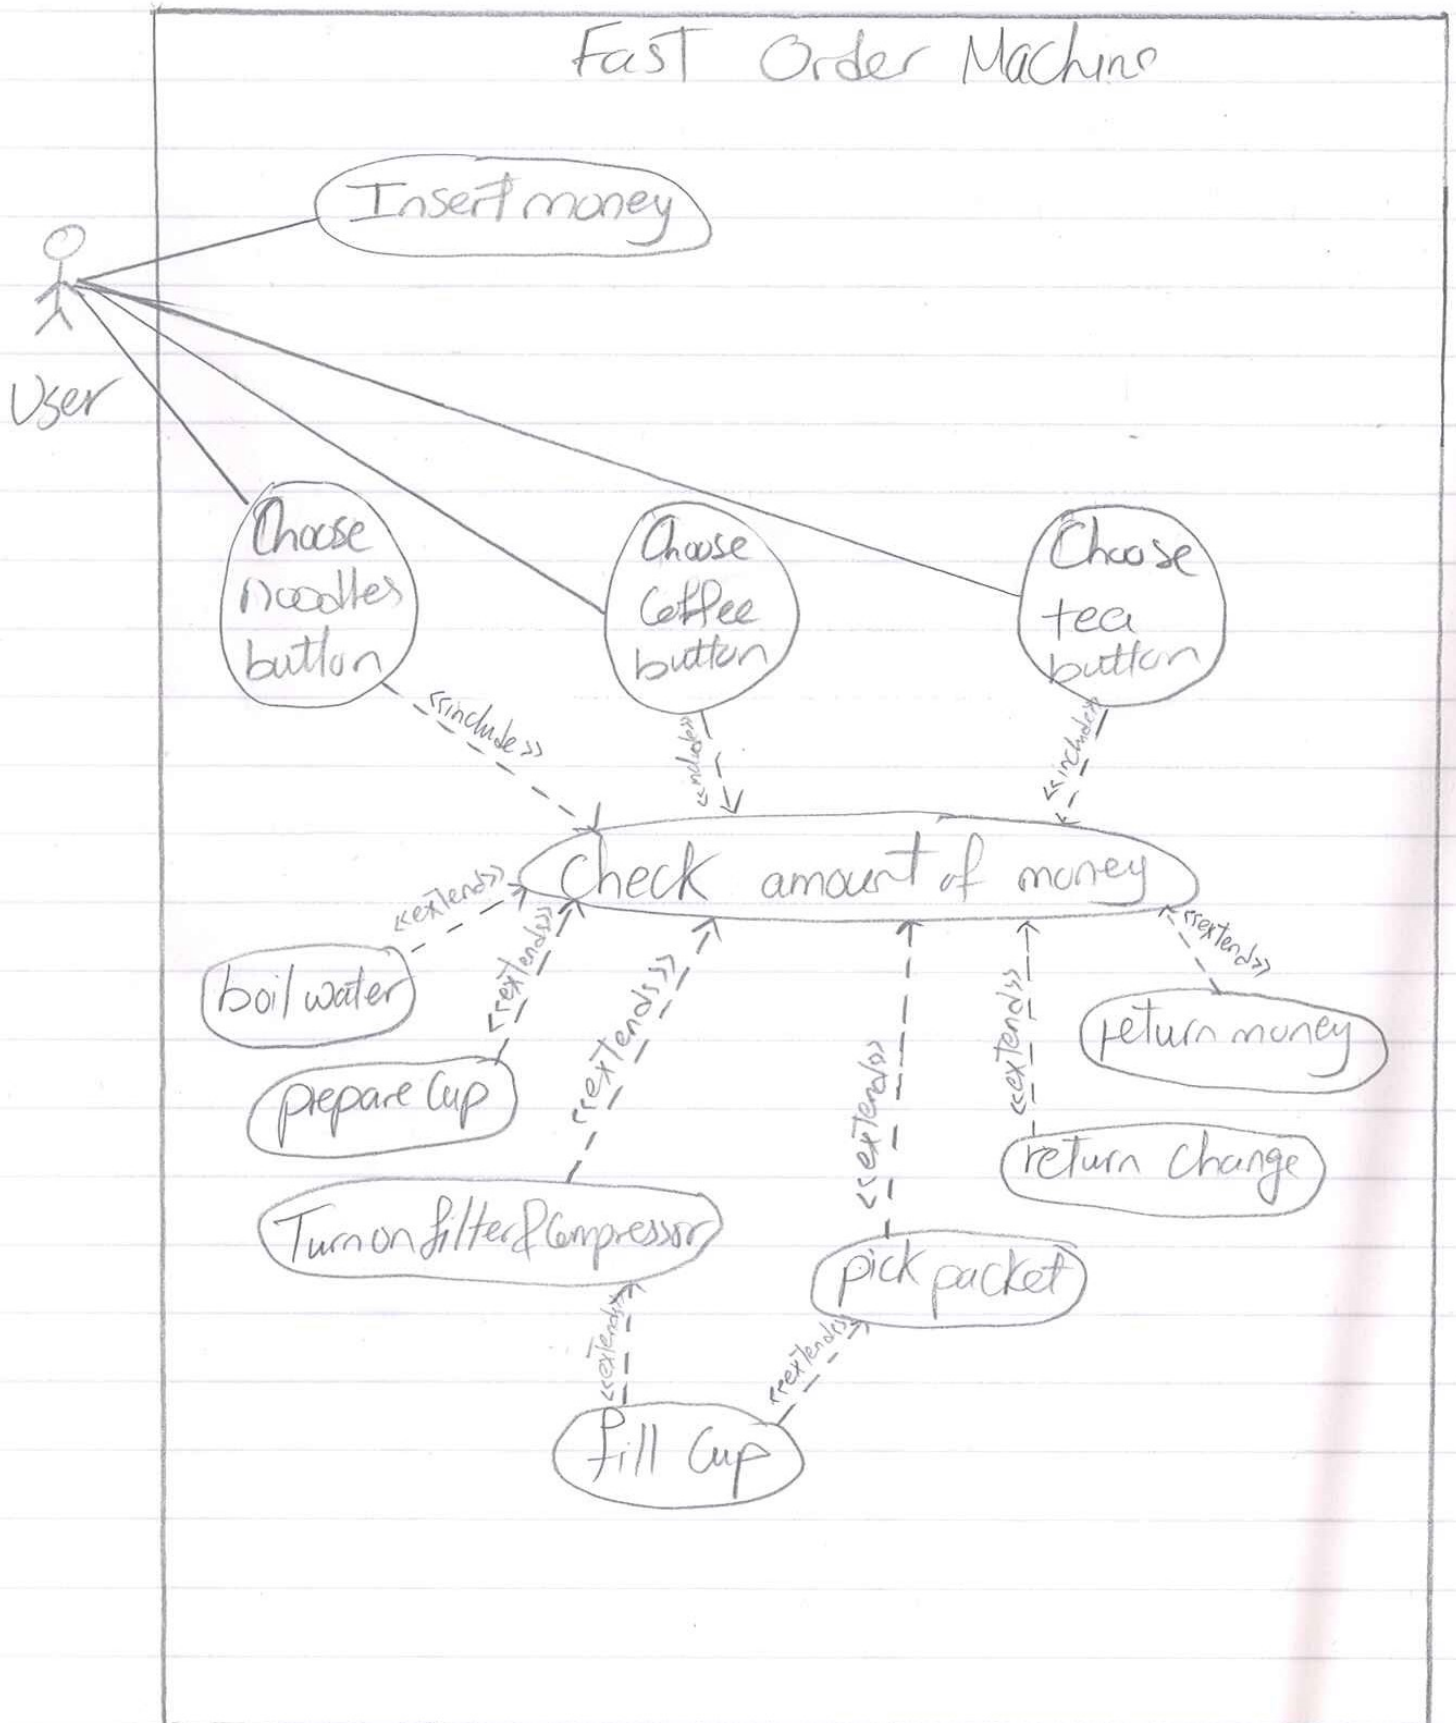 Fast Order Machine
Insert money
User
Choose
Noodles
button
Choose
Coffee
button
Choose
tea
button
<<include>>
<<include>>
<<include>>
Check amount of money
<<extend>>
<<extends>>
<<extends>>
<<extends>>
<<extends>>
<<extends>>
boil water
return money
prepare Cup
return change
Turn on filter & Compressor
pick packet
<<extends>>
<<extends>>
fill Cup